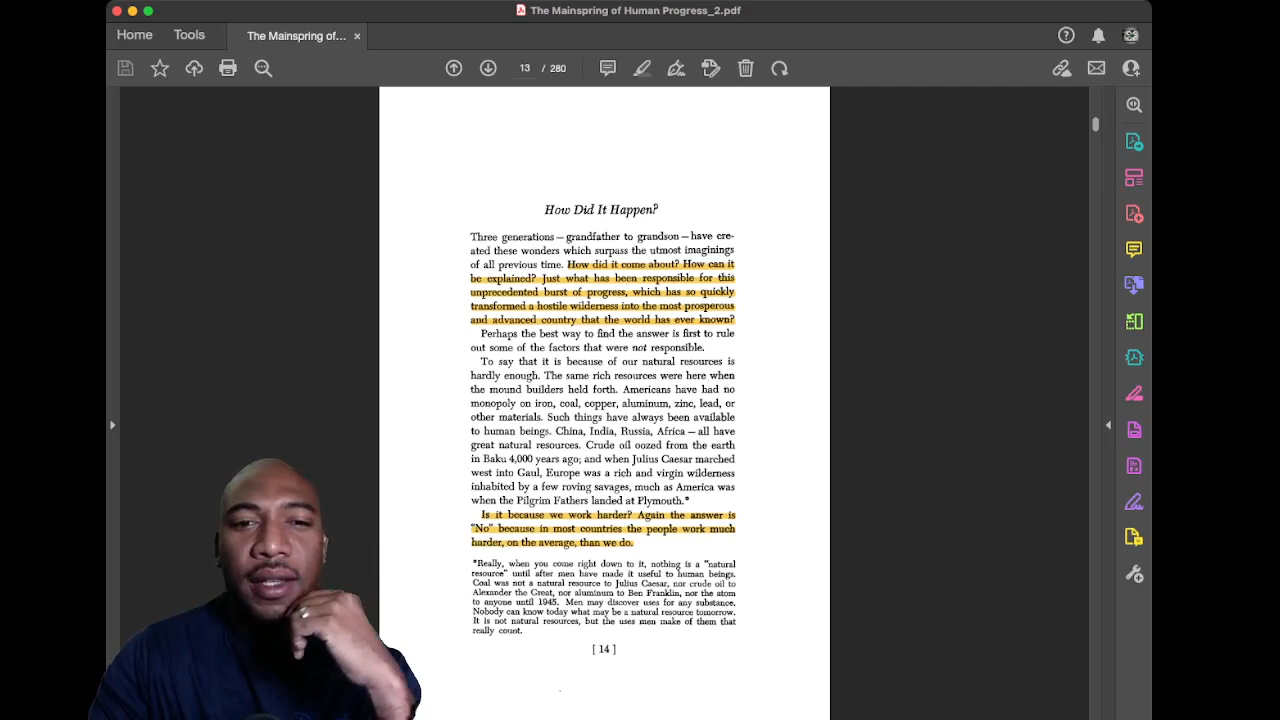 The Mainspring of Human Progress_2.pdf
Home
Tools
The Mainspring of...
13 / 280
How Did It Happen?
Three generations—grandfather to grandson—have cre-
ated these wonders which surpass the utmost imaginings
of all previous time. How did it come about? How can it
be explained? Just what has been responsible for this
unprecedented burst of progress, which has so quickly
transformed a hostile wilderness into the most prosperous
and advanced country that the world has ever known?
Perhaps the best way to find the answer is first to rule
out some of the factors that were not responsible.
To say that it is because of our natural resources is
hardly enough. The same rich resources were here when
the mound builders held forth. Americans have had no
monopoly on iron, coal, copper, aluminum, zinc, lead, or
other materials. Such things have always been available
to human beings. China, India, Russia, Africa—all have
great natural resources. Crude oil oozed from the earth
in Baku 4,000 years ago; and when Julius Caesar marched
west into Gaul, Europe was a rich and virgin wilderness
inhabited by a few roving savages, much as America was
when the Pilgrim Fathers landed at Plymouth.*
Is it because we work harder? Again the answer is
"No" because in most countries the people work much
harder, on the average, than we do.
*Really, when you come right down to it, nothing is a "natural
resource" until after men have made it useful to human beings.
Coal was not a natural resource to Julius Caesar, nor crude oil to
Alexander the Great, nor aluminum to Ben Franklin, nor the atom
to anyone until 1945. Men may discover uses for any substance.
Nobody can know today what may be a natural resource tomorrow.
It is not natural resources, but the uses men make of them that
really count.
[ 14 ]